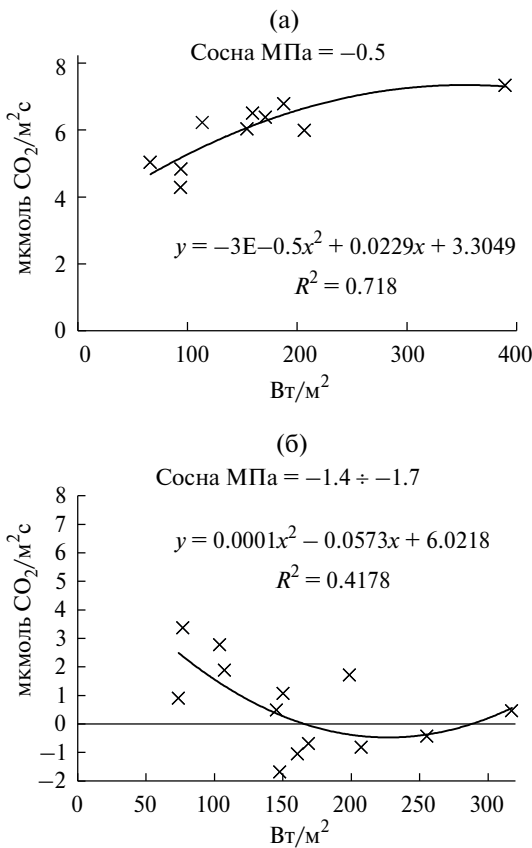 (а)
Сосна МПа = −0.5
8
6
4
2
0
мкмоль CO₂/м²с
y = −3E−0.5x² + 0.0229x + 3.3049
R² = 0.718
0 100 200 300 400
Вт/м²
(б)
Сосна МПа = −1.4 ÷ −1.7
8
7
6
5
4
3
2
1
0
−1
−2
мкмоль CO₂/м²с
y = 0.0001x² − 0.0573x + 6.0218
R² = 0.4178
0 50 100 150 200 250 300
Вт/м²